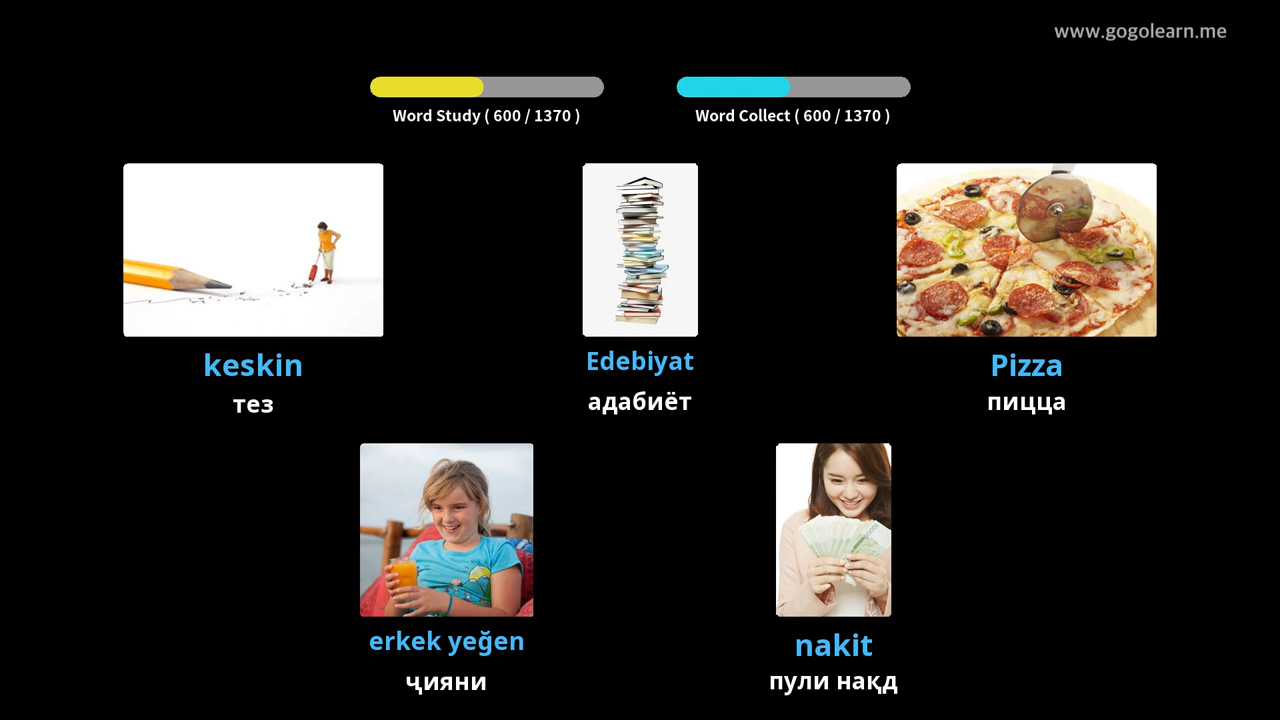 www.gogolearn.me
Word Study ( 600 / 1370 )
Word Collect ( 600 / 1370 )
keskin
тез
Edebiyat
адабиёт
Pizza
пицца
erkek yeğen
ҷияни
nakit
пули нақд